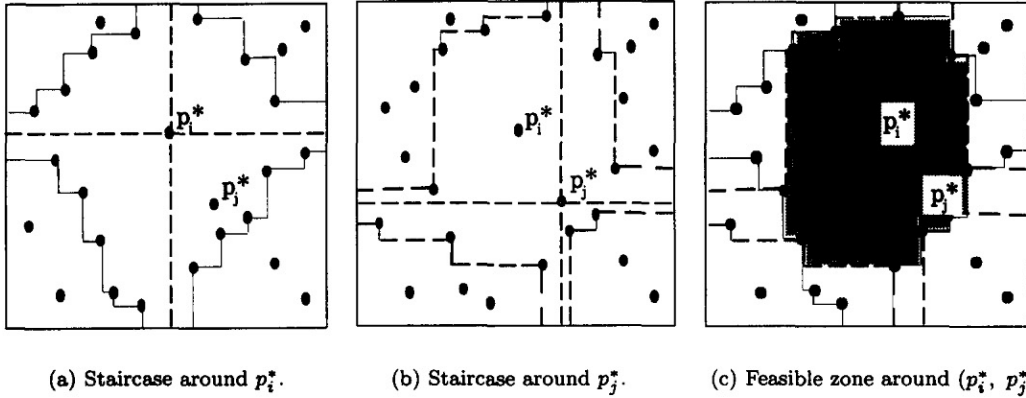 p_i^*
p_j^*
p_i^*
p_j^*
p_i^*
p_j^*
(a) Staircase around p_i^*.
(b) Staircase around p_j^*.
(c) Feasible zone around (p_i^*, p_j^*